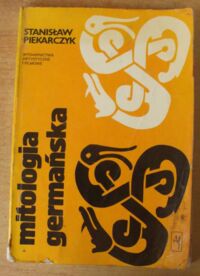 STANISŁAW
PIEKARCZYK
WYDAWNICTWA
ARTYSTYCZNE
I FILMOWE
mitologia
germańska